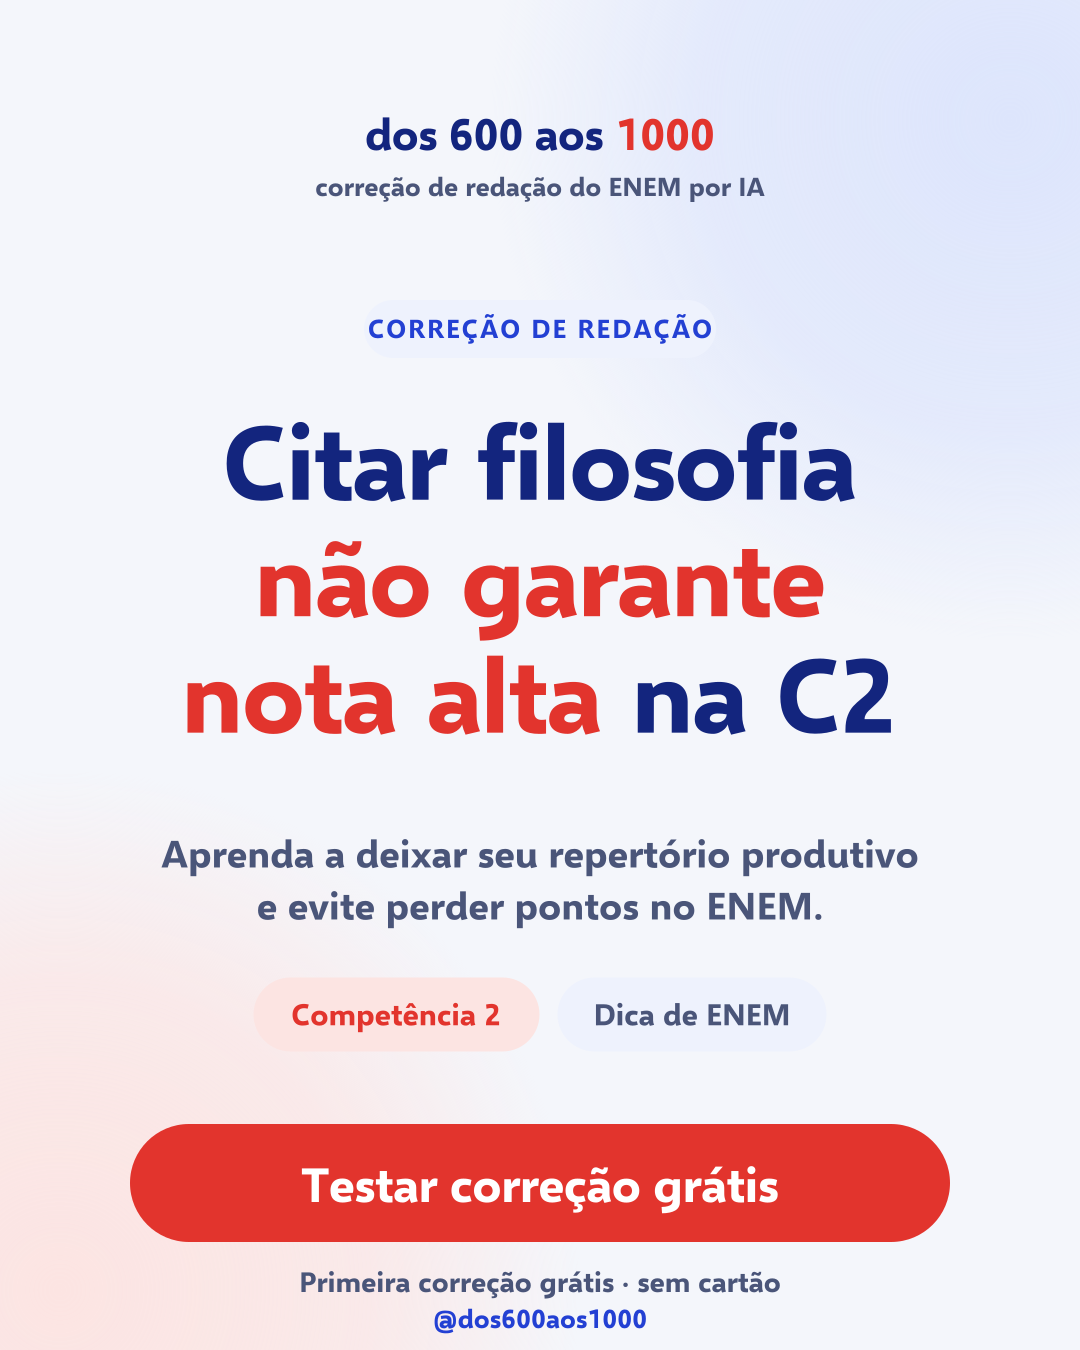 dos 600 aos 1000
correção de redação do ENEM por IA
CORREÇÃO DE REDAÇÃO
Citar filosofia
não garante
nota alta na C2
Aprenda a deixar seu repertório produtivo
e evite perder pontos no ENEM.
Competência 2
Dica de ENEM
Testar correção grátis
Primeira correção grátis · sem cartão
@dos600aos1000